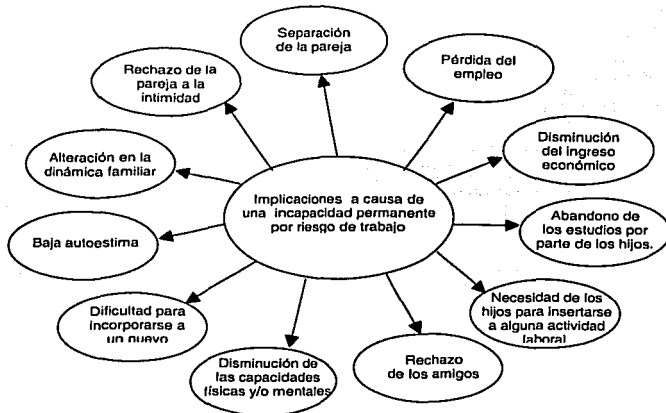 Separación
de la pareja
Pérdida del
empleo
Rechazo de la
pareja a la
intimidad
Disminución
del ingreso
económico
Alteración en la
dinámica familiar
Implicaciones a causa de
una incapacidad permanente
por riesgo de trabajo
Abandono de
los estudios por
parte de los hijos.
Baja autoestima
Dificultad para
incorporarse a
un nuevo
Necesidad de los
hijos para insertarse
a alguna actividad
laboral
Disminución de
las capacidades
físicas y/o mentales
Rechazo
de los amigos